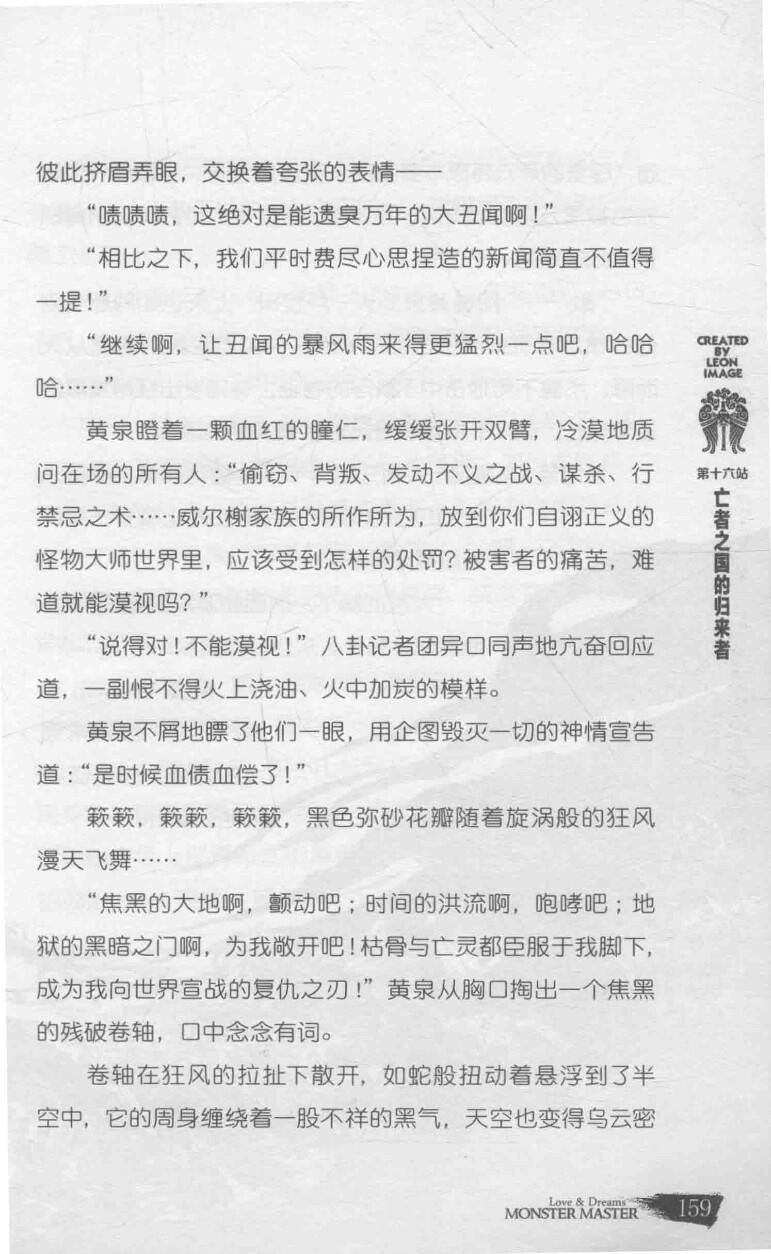 彼此挤眉弄眼，交换着夸张的表情
“啧啧啧，这绝对是能遗臭万年的大丑闻啊！”
“相比之下，我们平时费尽心思捏造的新闻简直不值得
一提！”
“继续啊，让丑闻的暴风雨来得更猛烈一点吧，哈哈
哈……”
黄泉瞪着一颗血红的瞳仁，缓缓张开双臂，冷漠地质
问在场的所有人：“偷窃、背叛、发动不义之战、谋杀、行
禁忌之术……威尔榭家族的所作所为，放到你们自诩正义的
怪物大师世界里，应该受到怎样的处罚？被害者的痛苦，难
道就能漠视吗？”
“说得对！不能漠视！”八卦记者团异口同声地亢奋回应
道，一副恨不得火上浇油、火中加炭的模样。
黄泉不屑地瞟了他们一眼，用企图毁灭一切的神情宣告
道：“是时候血债血偿了！”
簌簌，簌簌，簌簌，黑色弥砂花瓣随着旋涡般的狂风
漫天飞舞……
“焦黑的大地啊，颤动吧；时间的洪流啊，咆哮吧；地
狱的黑暗之门啊，为我敞开吧！枯骨与亡灵都臣服于我脚下，
成为我向世界宣战的复仇之刃！”黄泉从胸口掏出一个焦黑
的残破卷轴，口中念念有词。
卷轴在狂风的拉扯下散开，如蛇般扭动着悬浮到了半
空中，它的周身缠绕着一股不祥的黑气，天空也变得乌云密
CREATED
BY
LEON
IMAGE
第十六站
亡者之国的归来者
Love & Dreams
MONSTER MASTER
159